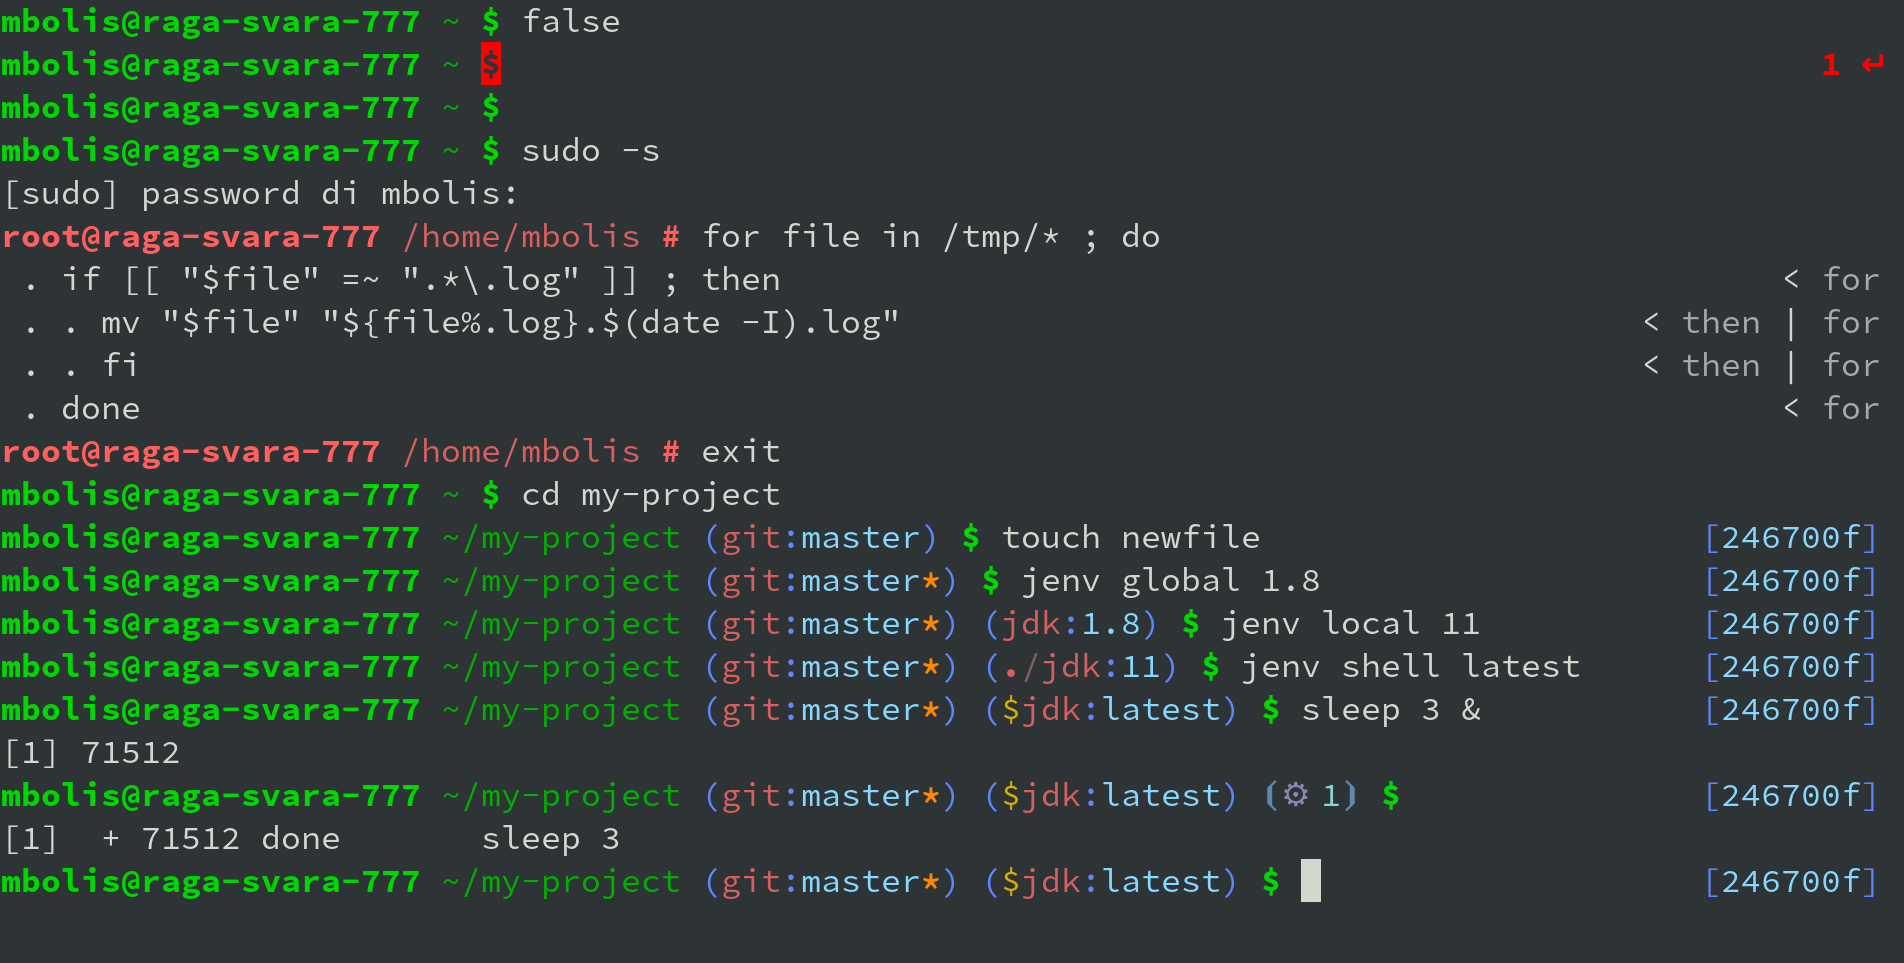 mbolis@raga-svara-777 ~ $ false
mbolis@raga-svara-777 ~ $ 1 ↵
mbolis@raga-svara-777 ~ $
mbolis@raga-svara-777 ~ $ sudo -s
[sudo] password di mbolis:
root@raga-svara-777 /home/mbolis # for file in /tmp/* ; do
. if [[ "$file" =~ ".*\.log" ]] ; then < for
. . mv "$file" "${file%.log}.$(date -I).log" < then | for
. . fi < then | for
. done < for
root@raga-svara-777 /home/mbolis # exit
mbolis@raga-svara-777 ~ $ cd my-project
mbolis@raga-svara-777 ~/my-project (git:master) $ touch newfile [246700f]
mbolis@raga-svara-777 ~/my-project (git:master*) $ jenv global 1.8 [246700f]
mbolis@raga-svara-777 ~/my-project (git:master*) (jdk:1.8) $ jenv local 11 [246700f]
mbolis@raga-svara-777 ~/my-project (git:master*) (./jdk:11) $ jenv shell latest [246700f]
mbolis@raga-svara-777 ~/my-project (git:master*) ($jdk:latest) $ sleep 3 & [246700f]
[1] 71512
mbolis@raga-svara-777 ~/my-project (git:master*) ($jdk:latest) (⚙ 1) $ [246700f]
[1]  + 71512 done       sleep 3
mbolis@raga-svara-777 ~/my-project (git:master*) ($jdk:latest) $ [246700f]